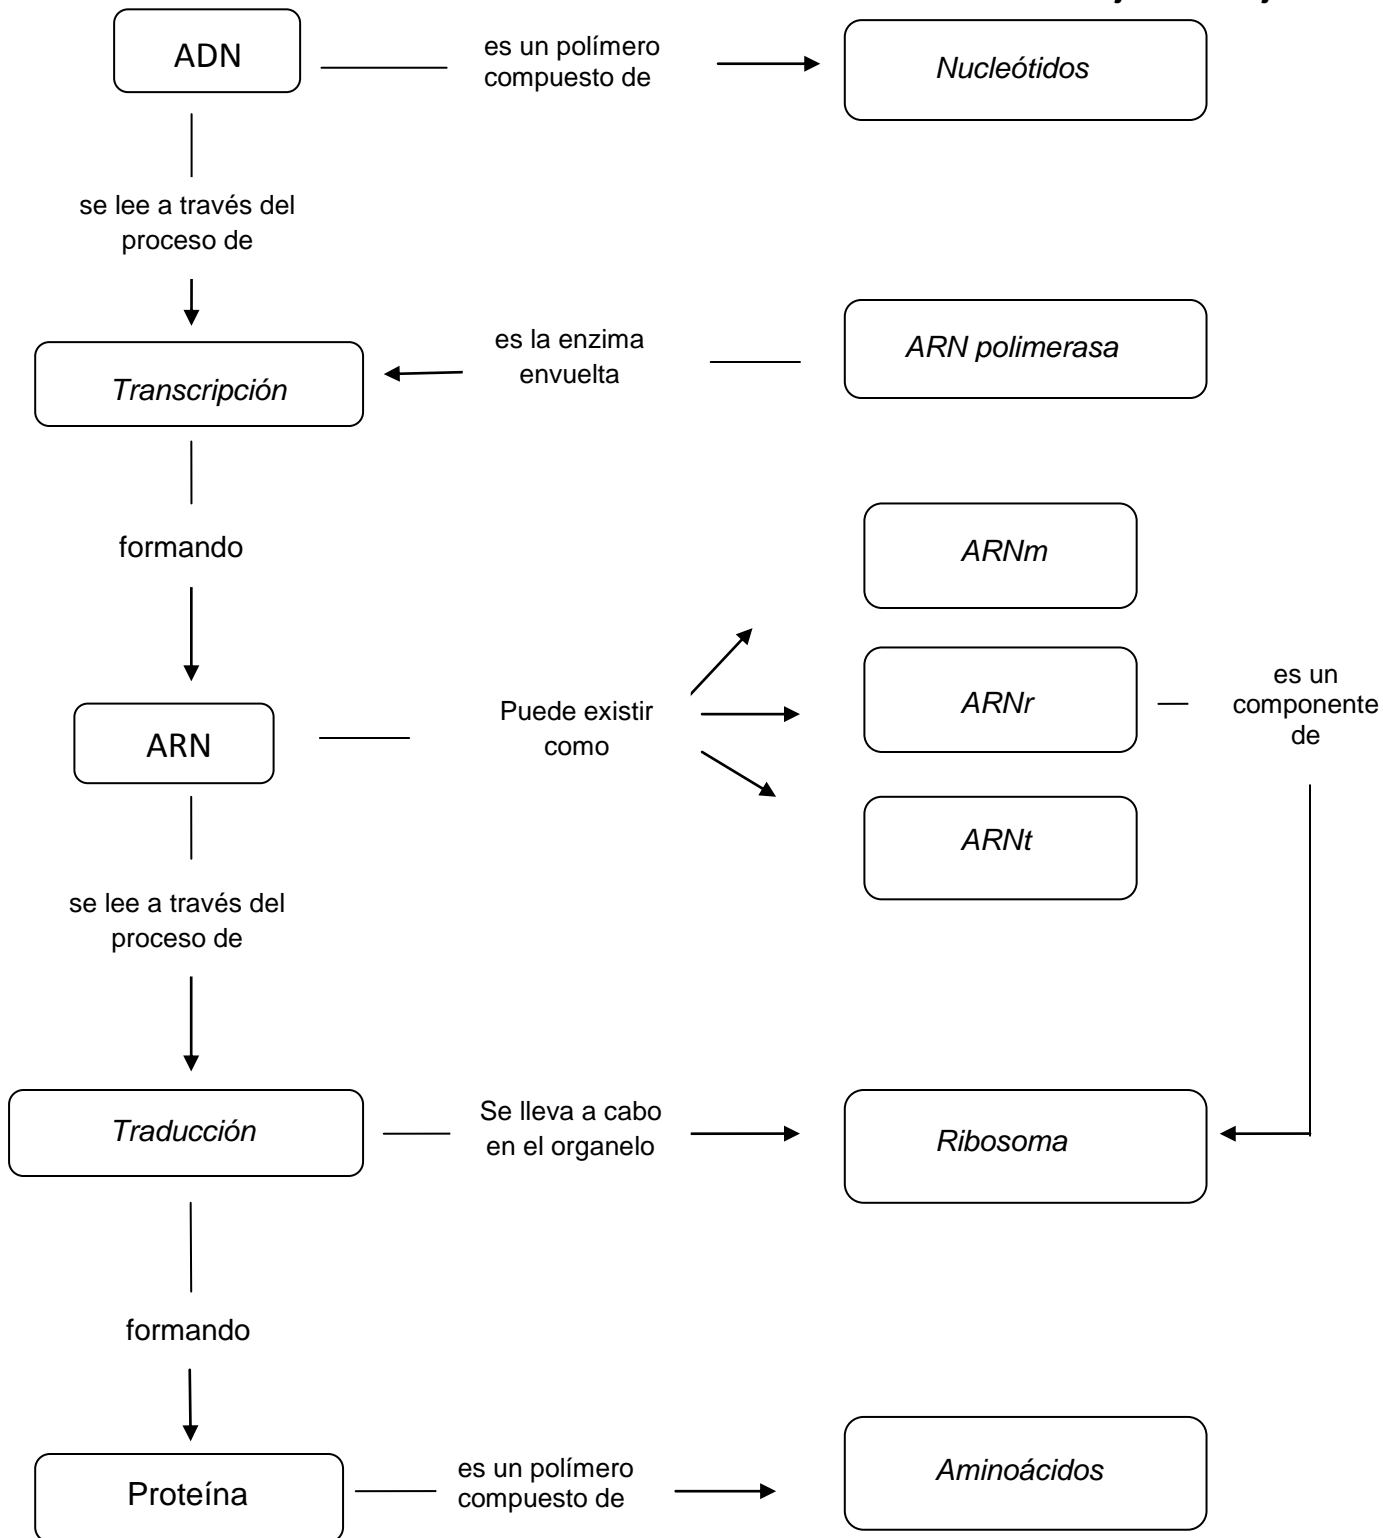 ADN
es un polímero
compuesto de
Nucleótidos
se lee a través del
proceso de
Transcripción
es la enzima
envuelta
ARN polimerasa
formando
ARN
Puede existir
como
ARNm
ARNr
ARNt
es un
componente
de
se lee a través del
proceso de
Traducción
Se lleva a cabo
en el organelo
Ribosoma
formando
Proteína
es un polímero
compuesto de
Aminoácidos